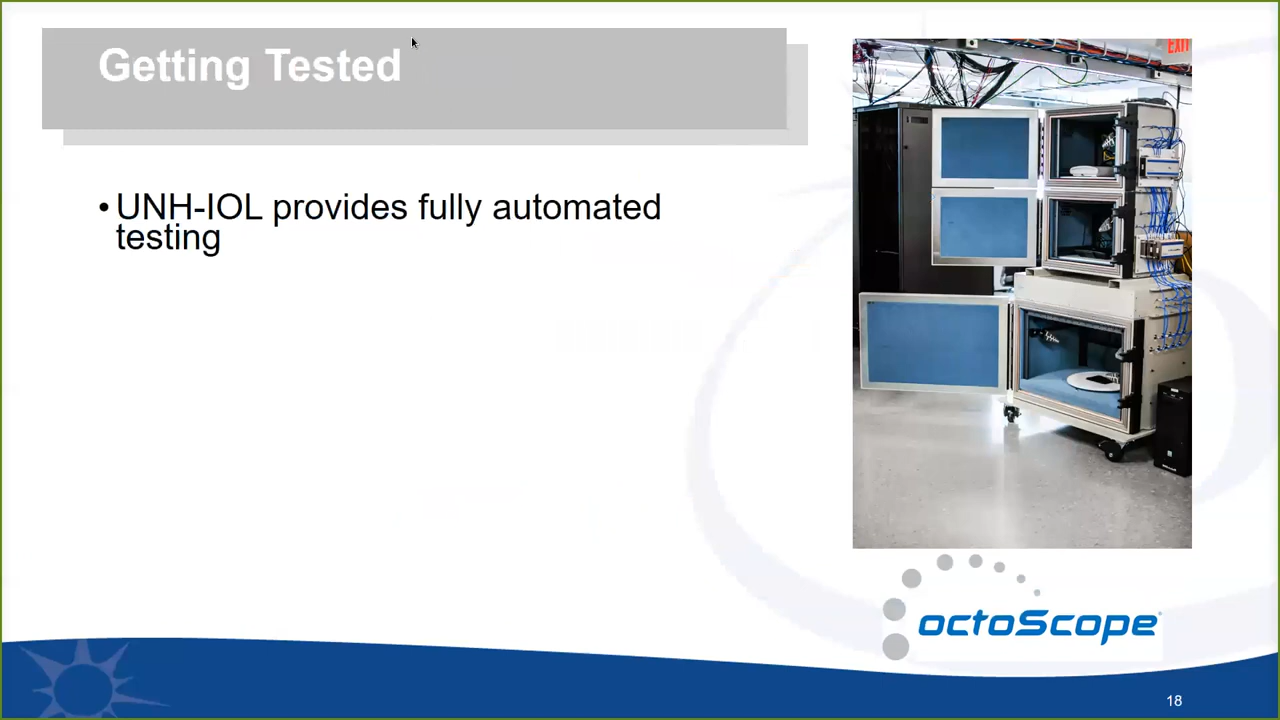 Getting Tested
EXIT
• UNH-IOL provides fully automated
testing
octoScope
18